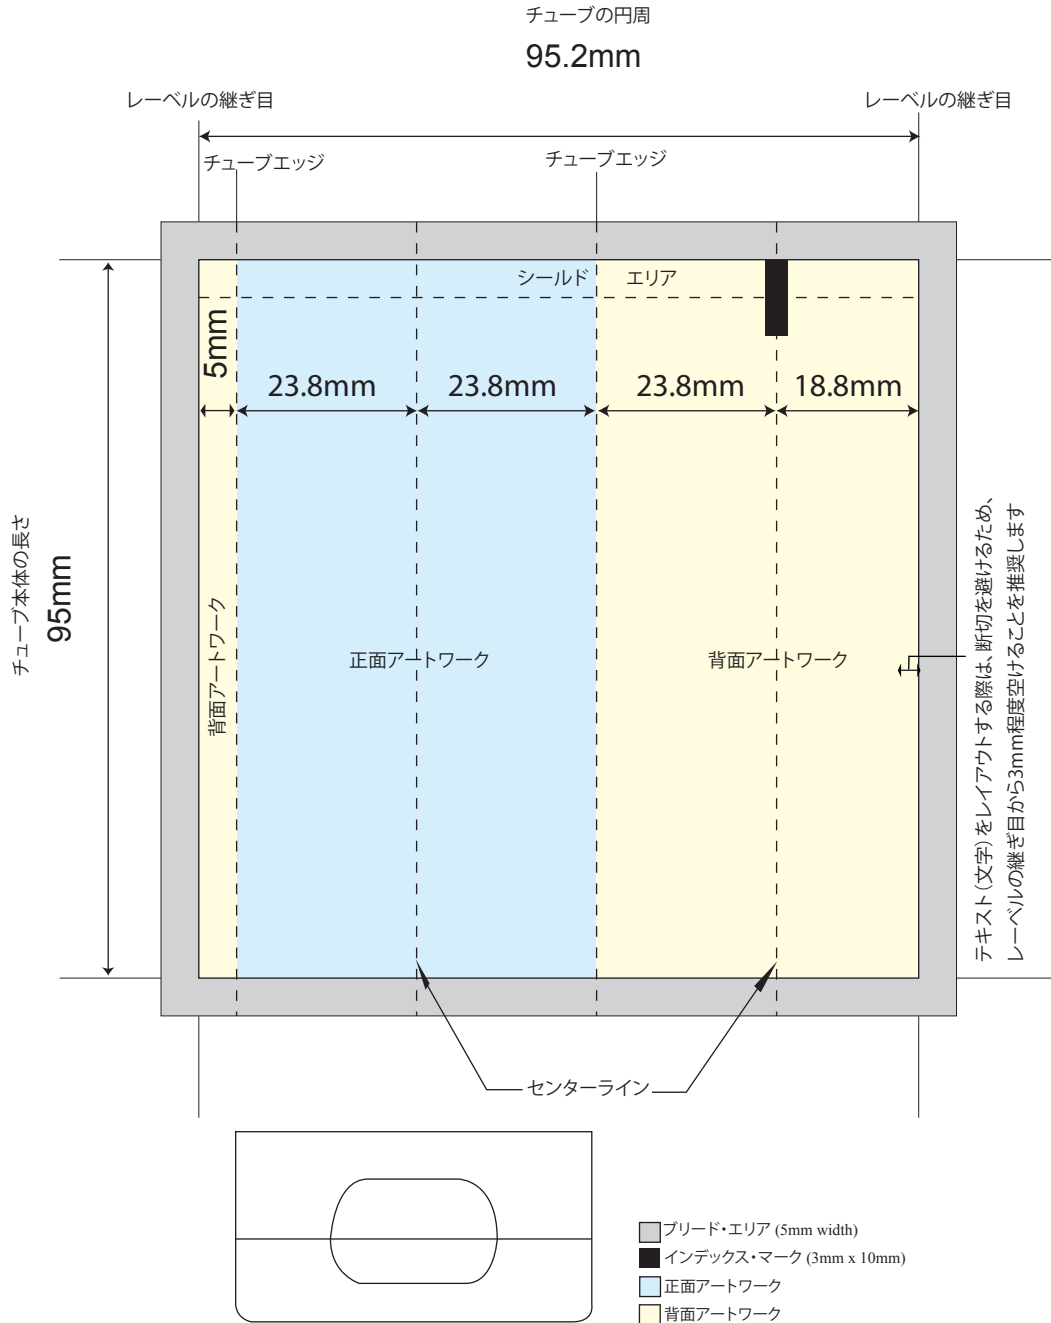 チューブの円周
95.2mm
レーベルの継ぎ目
レーベルの継ぎ目
チューブエッジ
チューブエッジ
シールド エリア
5mm
23.8mm
23.8mm
23.8mm
18.8mm
チューブ本体の長さ
95mm
背面アートワーク
正面アートワーク
背面アートワーク
テキスト(文字)をレイアウトする際は、断切を避けるため、
レーベルの継ぎ目から3mm程度空けることを推奨します
センターライン
ブリード・エリア (5mm width)
インデックス・マーク (3mm x 10mm)
正面アートワーク
背面アートワーク